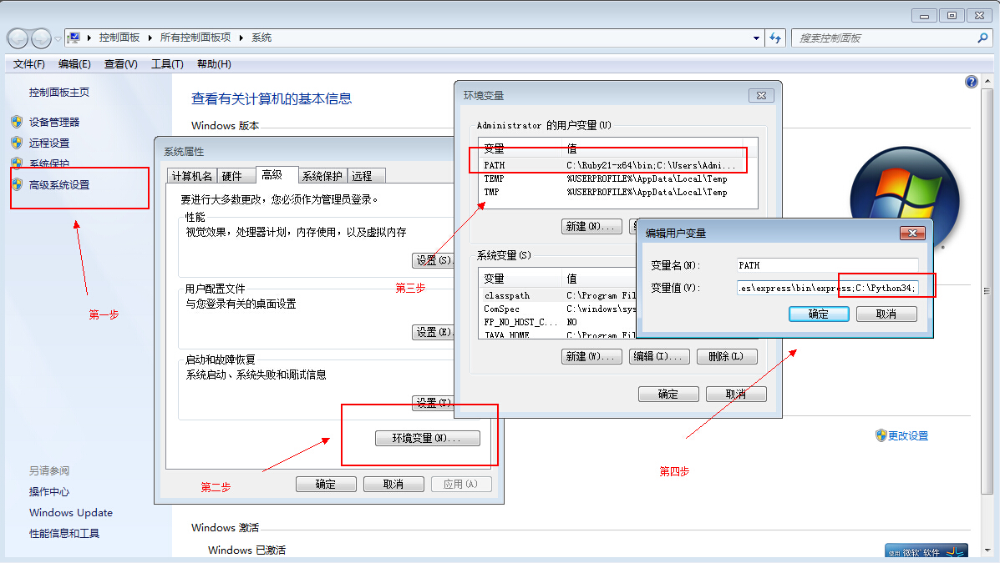 控制面板 ▸ 所有控制面板项 ▸ 系统
搜索控制面板
文件(F) 编辑(E) 查看(V) 工具(T) 帮助(H)
控制面板主页
设备管理器
远程设置
系统保护
高级系统设置
第一步
另请参阅
操作中心
Windows Update
性能信息和工具
查看有关计算机的基本信息
Windows 版本
系统属性
计算机名 硬件 高级 系统保护 远程
要进行大多数更改，您必须作为管理员登录。
性能
视觉效果，处理器计划，内存使用，以及虚拟内存
设置(S)
用户配置文件
与您登录有关的桌面设置
设置(E)
启动和故障恢复
系统启动、系统失败和调试信息
设置(T)
环境变量(N)...
确定 取消 应用(A)
第二步
第三步
环境变量
Administrator 的用户变量(U)
变量 值
PATH C:\Ruby21-x64\bin;C:\Users\Admi...
TEMP %USERPROFILE%\AppData\Local\Temp
TMP %USERPROFILE%\AppData\Local\Temp
新建(N)...
系统变量(S)
变量 值
classpath C:\Program Fil
ComSpec C:\windows\sys
FP_NO_HOST_C... NO
JAVA_HOME C:\Program Fil
新建(W)... 编辑(I)... 删除(L)
确定 取消
编辑用户变量
变量名(N): PATH
变量值(V): .es\express\bin\express;C:\Python34;
确定 取消
第四步
更改设置
Windows 激活
Windows 已激活
使用 微软 软件